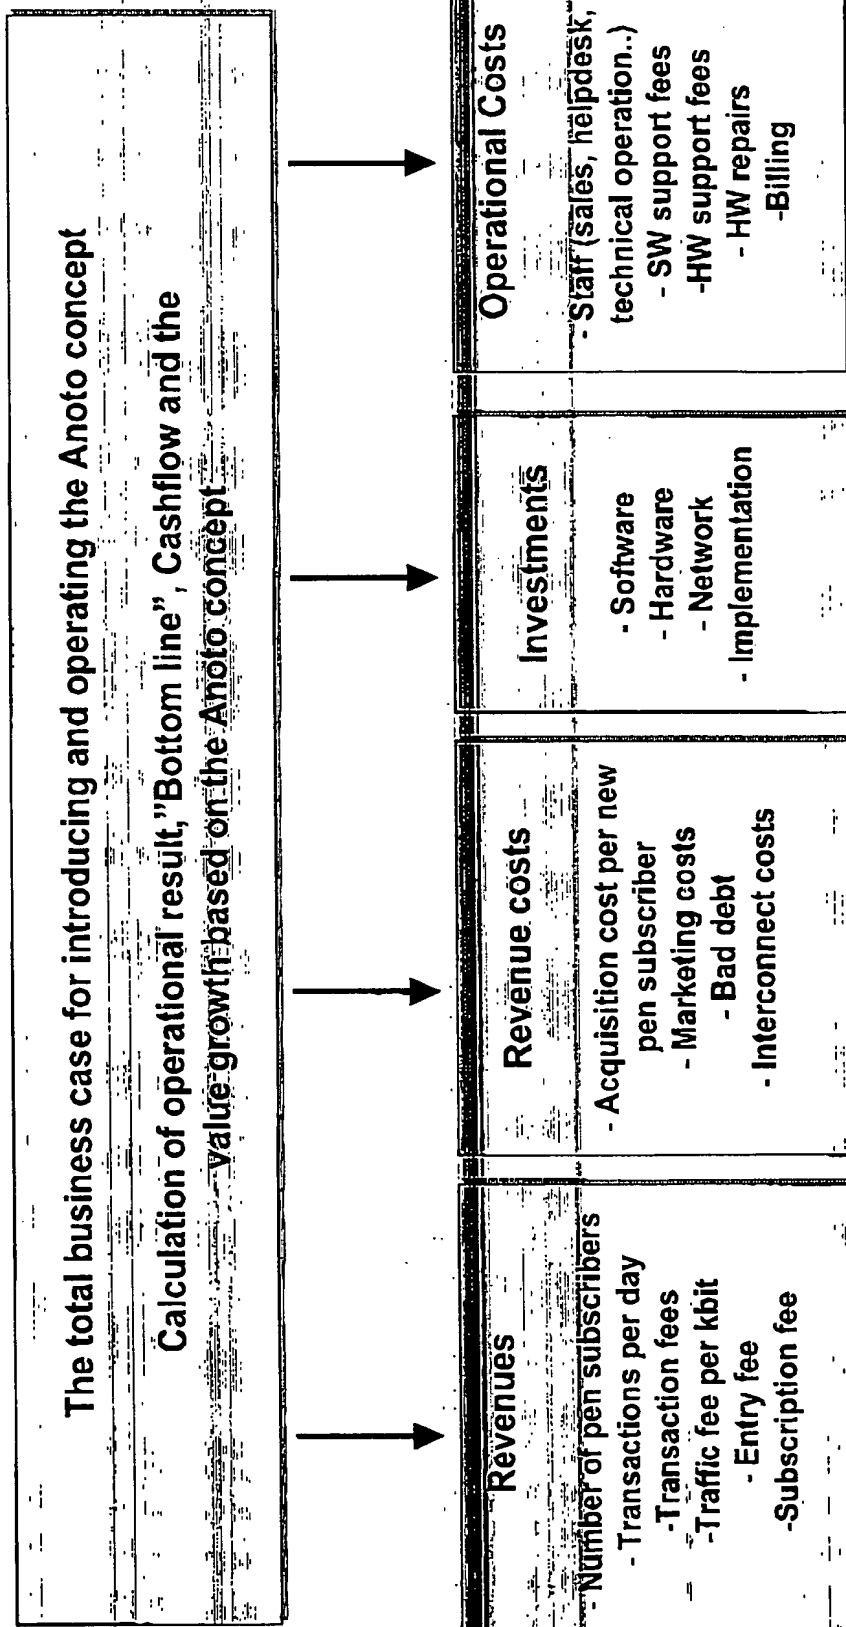 The total business case for introducing and operating the Anoto concept
Calculation of operational result,"Bottom line", Cashflow and the
value growth based on the Anoto concept
Revenues
- Number of pen subscribers
- Transactions per day
-Transaction fees
-Traffic fee per kbit
- Entry fee
-Subscription fee
Revenue costs
- Acquisition cost per new
pen subscriber
- Marketing costs
- Bad debt
- Interconnect costs
Investments
- Software
- Hardware
- Network
- Implementation
Operational Costs
- Staff (sales, helpdesk,
technical operation..)
- SW support fees
-HW support fees
- HW repairs
-Billing